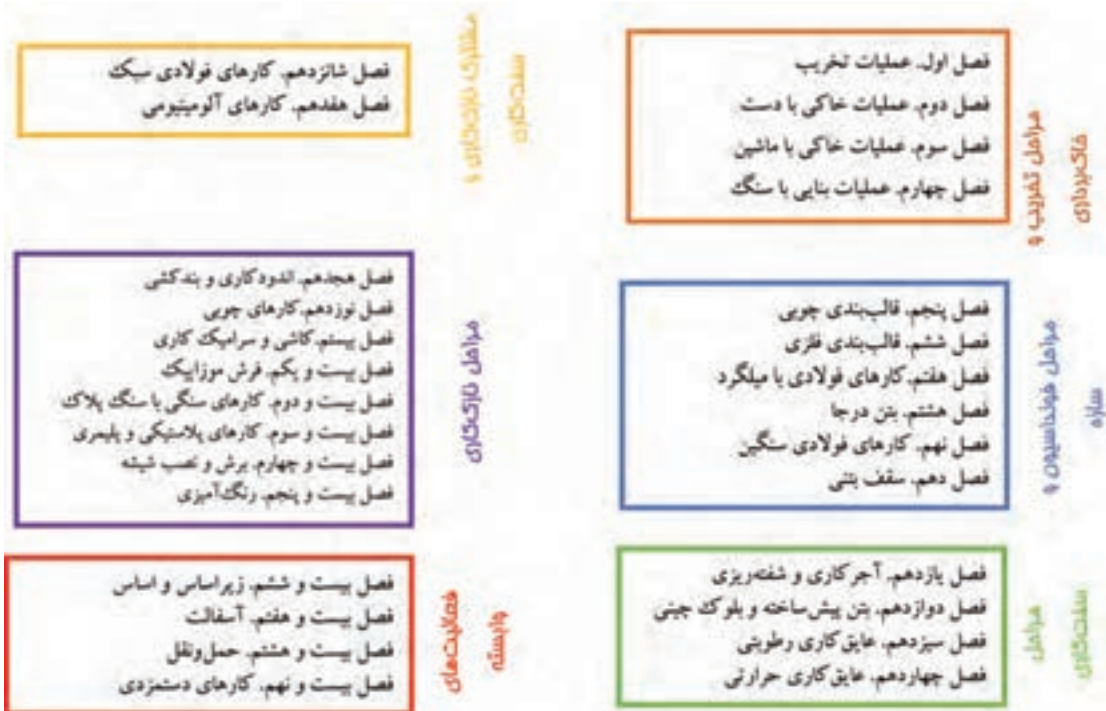 مراحل تخریب و
خاکبرداری
فصل اول. عملیات تخریب
فصل دوم. عملیات خاکی با دست
فصل سوم. عملیات خاکی با ماشین
فصل چهارم. عملیات بنایی با سنگ
مراحل فونداسیون و
سازه
فصل پنجم. قالب‌بندی چوبی
فصل ششم. قالب‌بندی فلزی
فصل هفتم. کارهای فولادی با میلگرد
فصل هشتم. بتن درجا
فصل نهم. کارهای فولادی سنگین
فصل دهم. سقف بتنی
مراحل
سفت‌کاری
فصل یازدهم. آجرکاری و شفته‌ریزی
فصل دوازدهم. بتن پیش‌ساخته و بلوک چینی
فصل سیزدهم. عایق‌کاری رطوبتی
فصل چهاردهم. عایق‌کاری حرارتی
مشترک نازک‌کاری و
سفت‌کاری
فصل شانزدهم. کارهای فولادی سبک
فصل هفدهم. کارهای آلومینیومی
مراحل نازک‌کاری
فصل هجدهم. اندودکاری و بندکشی
فصل نوزدهم. کارهای چوبی
فصل بیستم. کاشی و سرامیک کاری
فصل بیست و یکم. فرش موزاییک
فصل بیست و دوم. کارهای سنگی با سنگ پلاک
فصل بیست و سوم. کارهای پلاستیکی و پلیمری
فصل بیست و چهارم. برش و نصب شیشه
فصل بیست و پنجم. رنگ‌آمیزی
فعالیت‌های
وابسته
فصل بیست و ششم. زیراساس و اساس
فصل بیست و هفتم. آسفالت
فصل بیست و هشتم. حمل‌ونقل
فصل بیست و نهم. کارهای دستمزدی